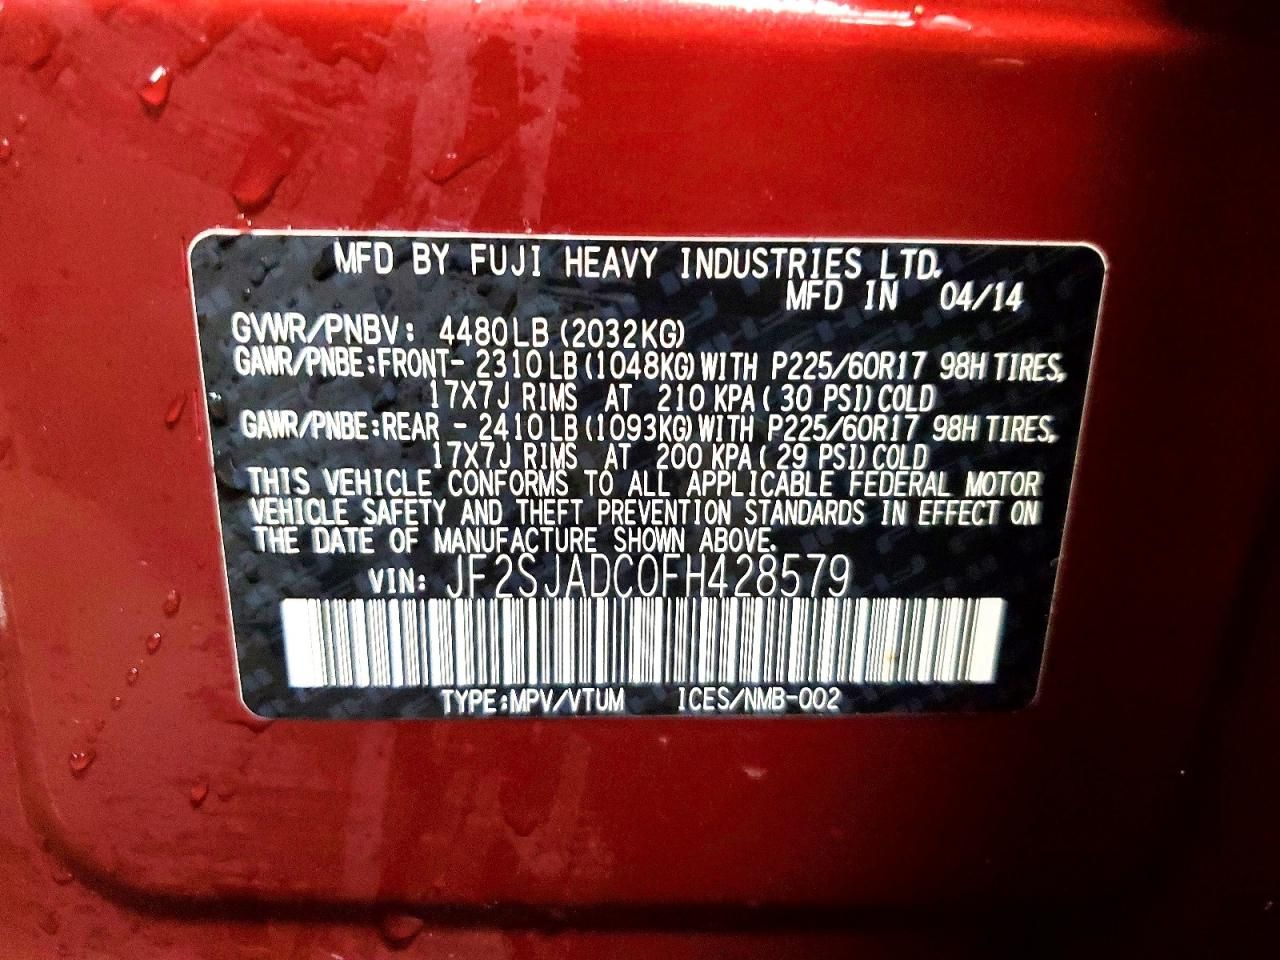 MFD BY FUJI HEAVY INDUSTRIES LTD.
MFD IN 04/14
GVWR/PNBV: 4480LB (2032KG)
GAWR/PNBE:FRONT- 2310LB (1048KG) WITH P225/60R17 98H TIRES,
17X7J RIMS AT 210 KPA ( 30 PSI) COLD
GAWR/PNBE:REAR - 2410LB (1093KG) WITH P225/60R17 98H TIRES,
17X7J RIMS AT 200 KPA ( 29 PSI) COLD
THIS VEHICLE CONFORMS TO ALL APPLICABLE FEDERAL MOTOR
VEHICLE SAFETY AND THEFT PREVENTION STANDARDS IN EFFECT ON
THE DATE OF MANUFACTURE SHOWN ABOVE.
VIN: JF2SJADC0FH428579
TYPE:MPV/VTUM ICES/NMB-002